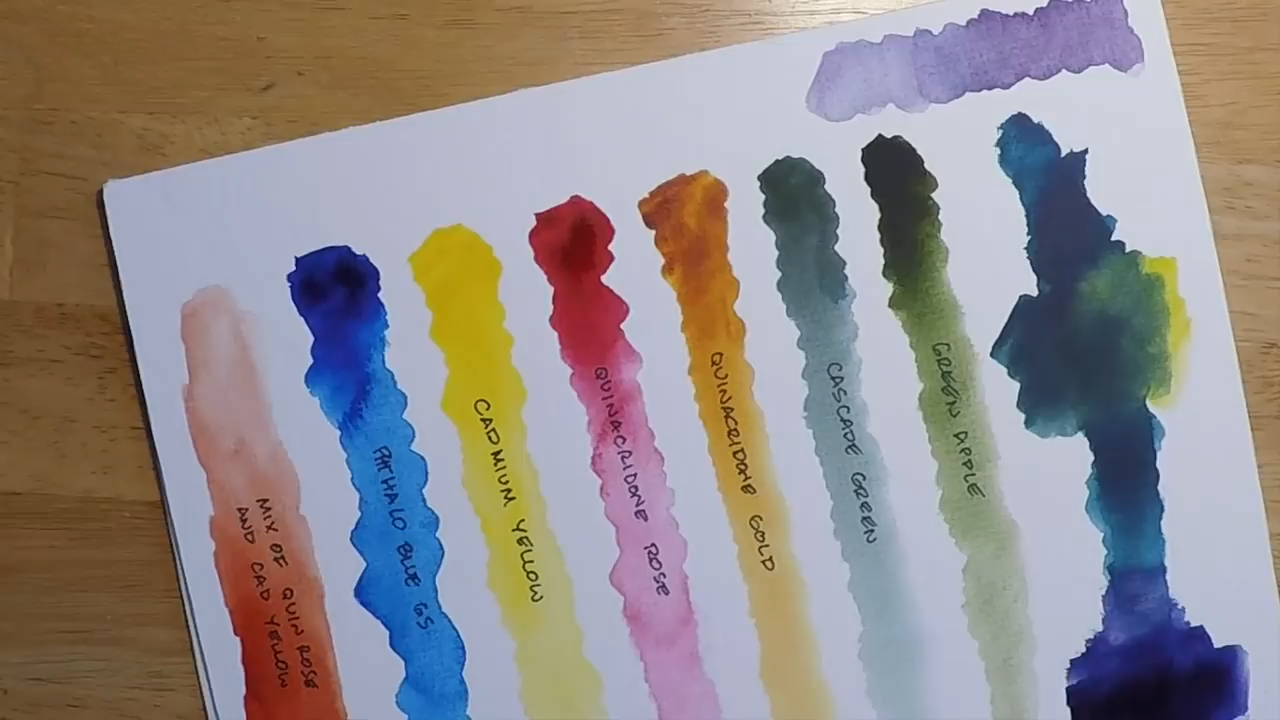 MIX OF QUIN ROSE
AND CAD YELLOW
PHTHALO BLUE GS
CADMIUM YELLOW
QUINACRIDONE ROSE
QUINACRIDONE GOLD
CASCADE GREEN
GREEN APPLE